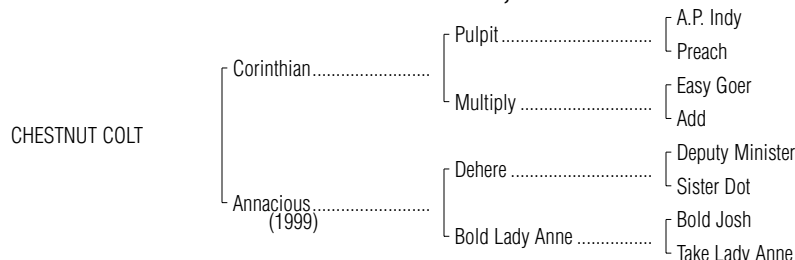 A.P. Indy
Pulpit
Preach
Corinthian
Easy Goer
Multiply
Add
CHESTNUT COLT
Deputy Minister
Dehere
Sister Dot
Annacious
(1999)
Bold Josh
Bold Lady Anne
Take Lady Anne